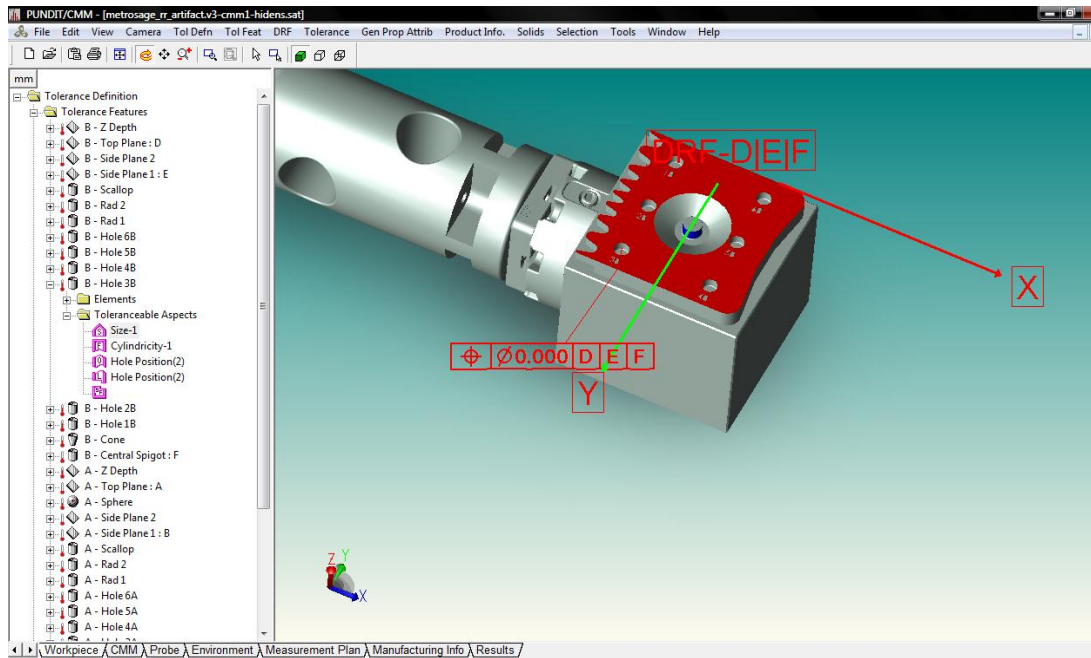 PUNDIT/CMM - [metrosage_rr_artifact.v3-cmm1-hidens.sat]
File Edit View Camera Tol Defn Tol Feat DRF Tolerance Gen Prop Attrib Product Info. Solids Selection Tools Window Help
mm
Tolerance Definition
Tolerance Features
B - Z Depth
B - Top Plane : D
B - Side Plane 2
B - Side Plane 1 : E
B - Scallop
B - Rad 2
B - Rad 1
B - Hole 6B
B - Hole 5B
B - Hole 4B
B - Hole 3B
Elements
Toleranceable Aspects
Size-1
Cylindricity-1
Hole Position(2)
Hole Position(2)
B - Hole 2B
B - Hole 1B
B - Cone
B - Central Spigot : F
A - Z Depth
A - Top Plane : A
A - Sphere
A - Side Plane 2
A - Side Plane 1 : B
A - Scallop
A - Rad 2
A - Rad 1
A - Hole 6A
A - Hole 5A
A - Hole 4A
DRF-D|E|F
X
⌖ Ø0.000 D E F
Y
Z Y
X
Workpiece CMM Probe Environment Measurement Plan Manufacturing Info Results